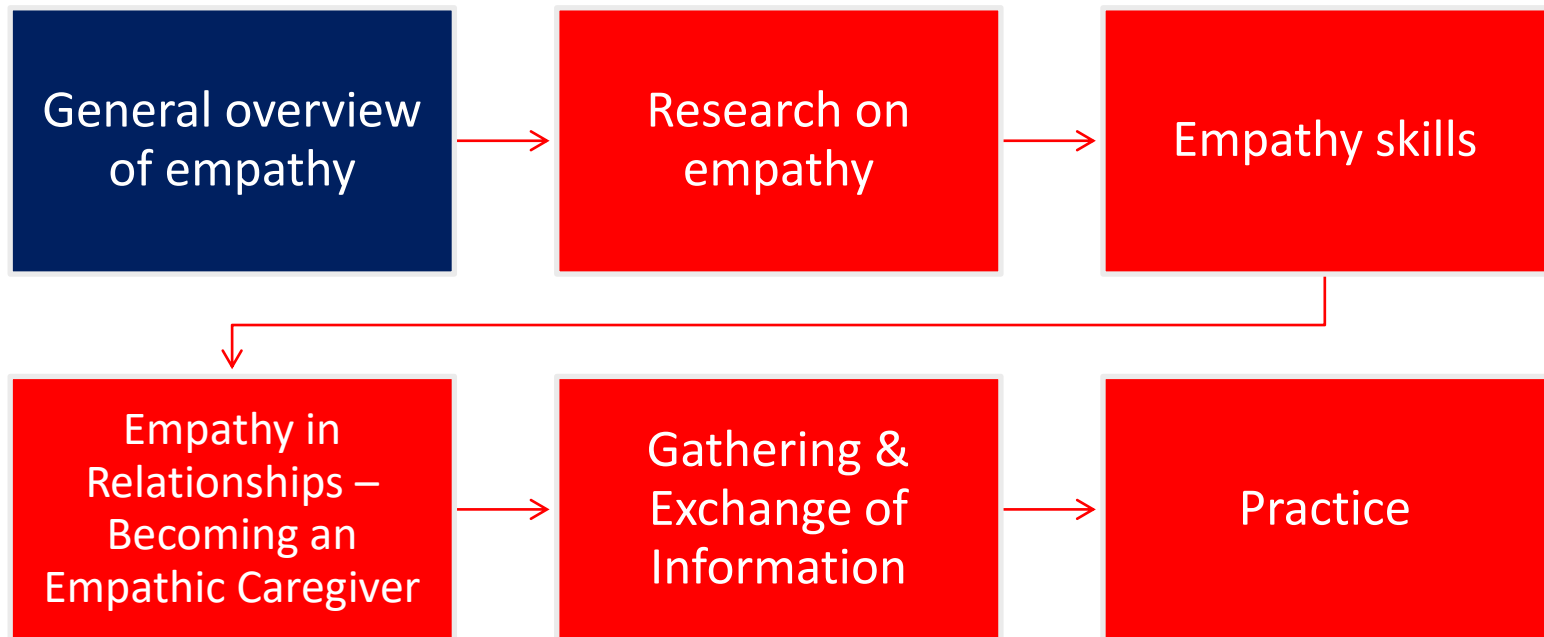 General overview
of empathy
Research on
empathy
Empathy skills
Empathy in
Relationships –
Becoming an
Empathic Caregiver
Gathering &
Exchange of
Information
Practice